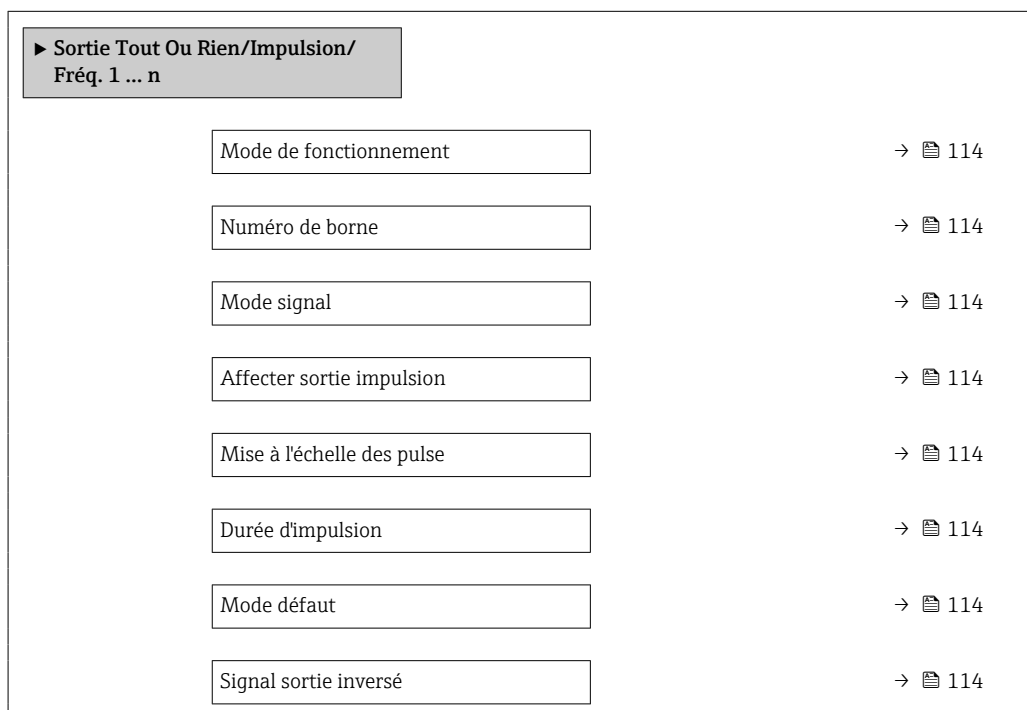 ▶ Sortie Tout Ou Rien/Impulsion/
Fréq. 1 ... n
Mode de fonctionnement → 114
Numéro de borne → 114
Mode signal → 114
Affecter sortie impulsion → 114
Mise à l'échelle des pulse → 114
Durée d'impulsion → 114
Mode défaut → 114
Signal sortie inversé → 114